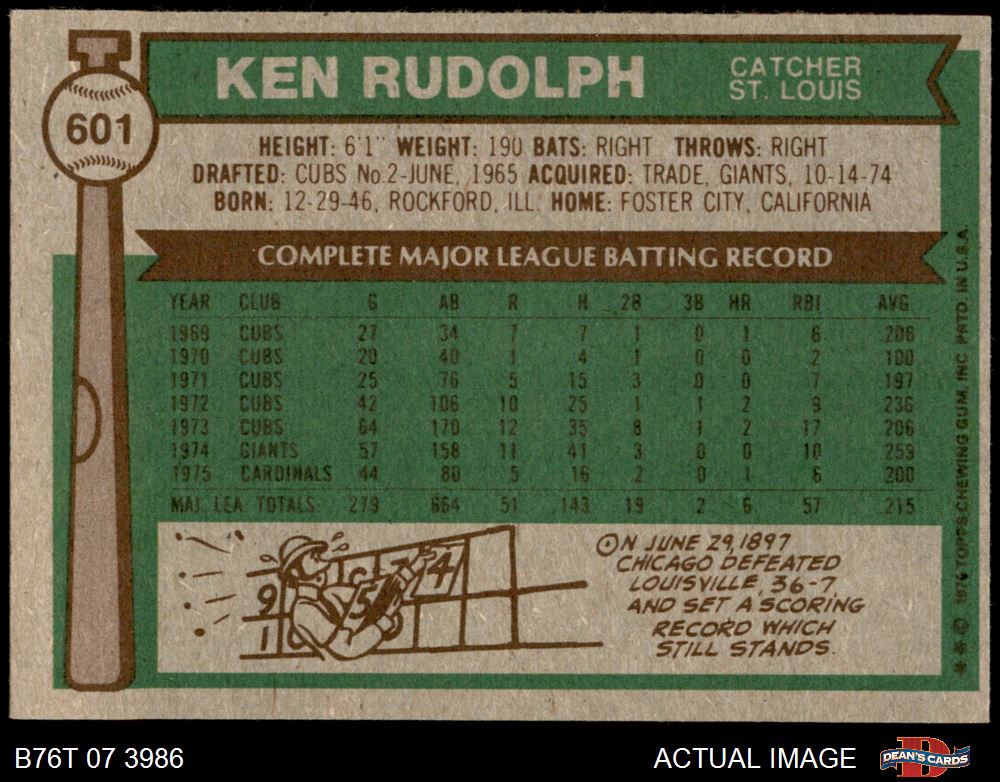 601
KEN RUDOLPH
CATCHER
ST. LOUIS
HEIGHT: 6'1" WEIGHT: 190 BATS: RIGHT THROWS: RIGHT
DRAFTED: CUBS No.2-JUNE, 1965 ACQUIRED: TRADE, GIANTS, 10-14-74
BORN: 12-29-46, ROCKFORD, ILL. HOME: FOSTER CITY, CALIFORNIA
COMPLETE MAJOR LEAGUE BATTING RECORD
YEAR CLUB G AB R H 2B 3B HR RBI AVG.
1969 CUBS 27 34 7 7 1 0 1 6 .206
1970 CUBS 20 40 1 4 1 0 0 2 .100
1971 CUBS 25 76 5 15 3 0 0 7 .197
1972 CUBS 42 106 10 25 1 1 2 9 .236
1973 CUBS 64 170 12 35 8 1 2 17 .206
1974 GIANTS 57 158 11 41 3 0 0 10 .259
1975 CARDINALS 44 80 5 16 2 0 1 6 .200
MAJ. LEA. TOTALS: 279 664 51 143 19 2 6 57 .215
9 5 4
1
ON JUNE 29, 1897
CHICAGO DEFEATED
LOUISVILLE, 36-7,
AND SET A SCORING
RECORD WHICH
STILL STANDS.
** © 1976 TOPPS CHEWING GUM, INC. PRTD. IN U.S.A.
B76T 07 3986
ACTUAL IMAGE
DEAN'S CARDS